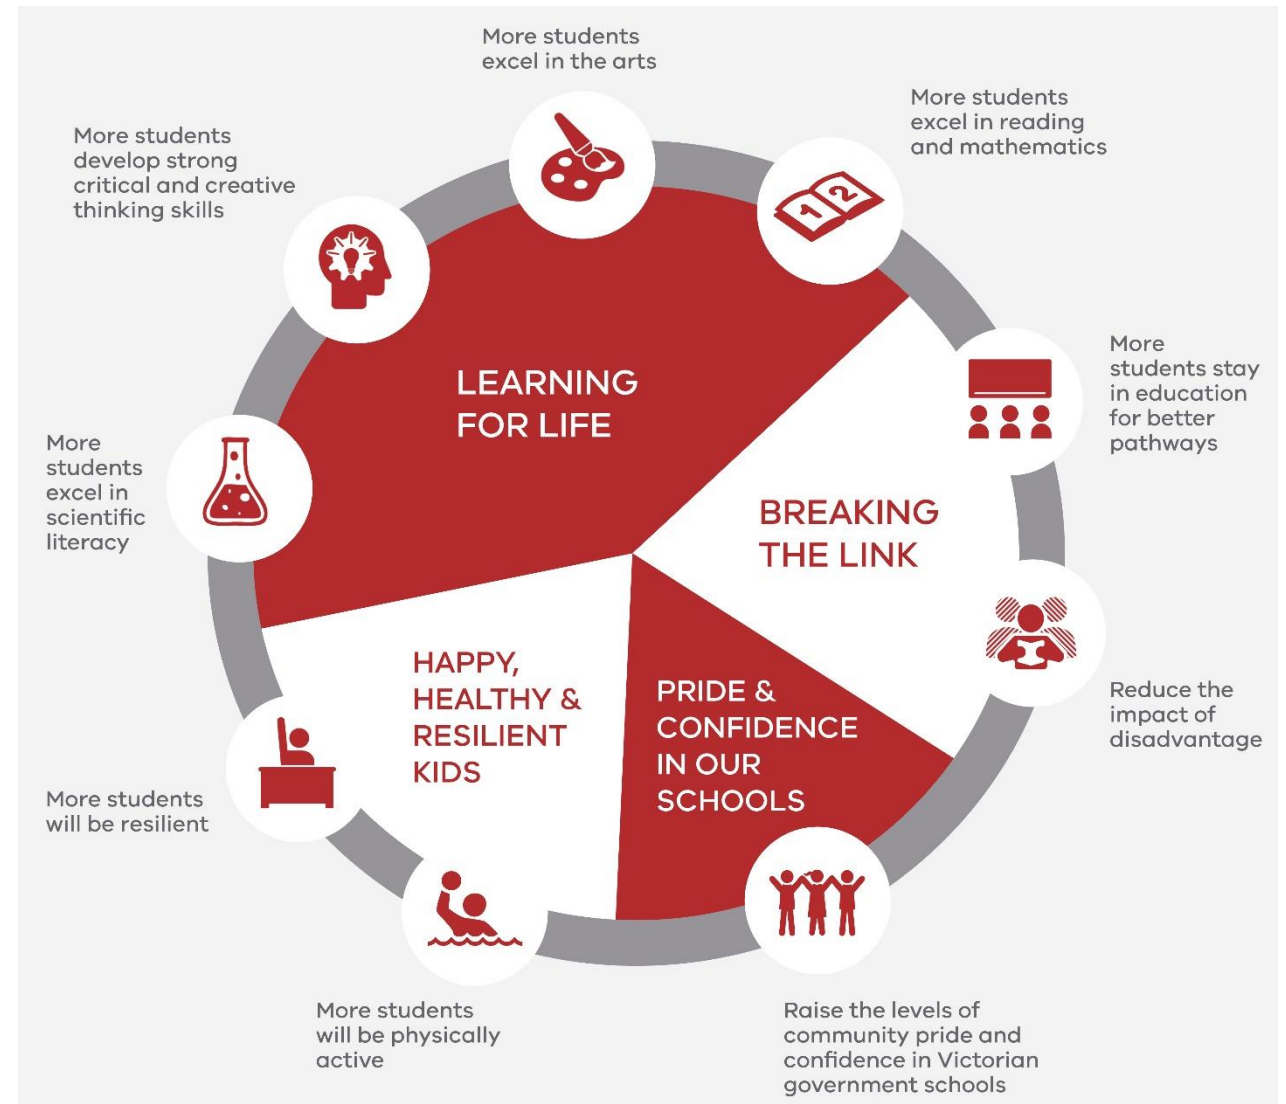 More students
excel in the arts
More students
excel in reading
and mathematics
More students
develop strong
critical and creative
thinking skills
1 2
More
students stay
in education
for better
pathways
LEARNING
FOR LIFE
More
students
excel in
scientific
literacy
BREAKING
THE LINK
HAPPY,
HEALTHY &
RESILIENT
KIDS
PRIDE &
CONFIDENCE
IN OUR
SCHOOLS
Reduce the
impact of
disadvantage
More students
will be resilient
More students
will be physically
active
Raise the levels of
community pride and
confidence in Victorian
government schools